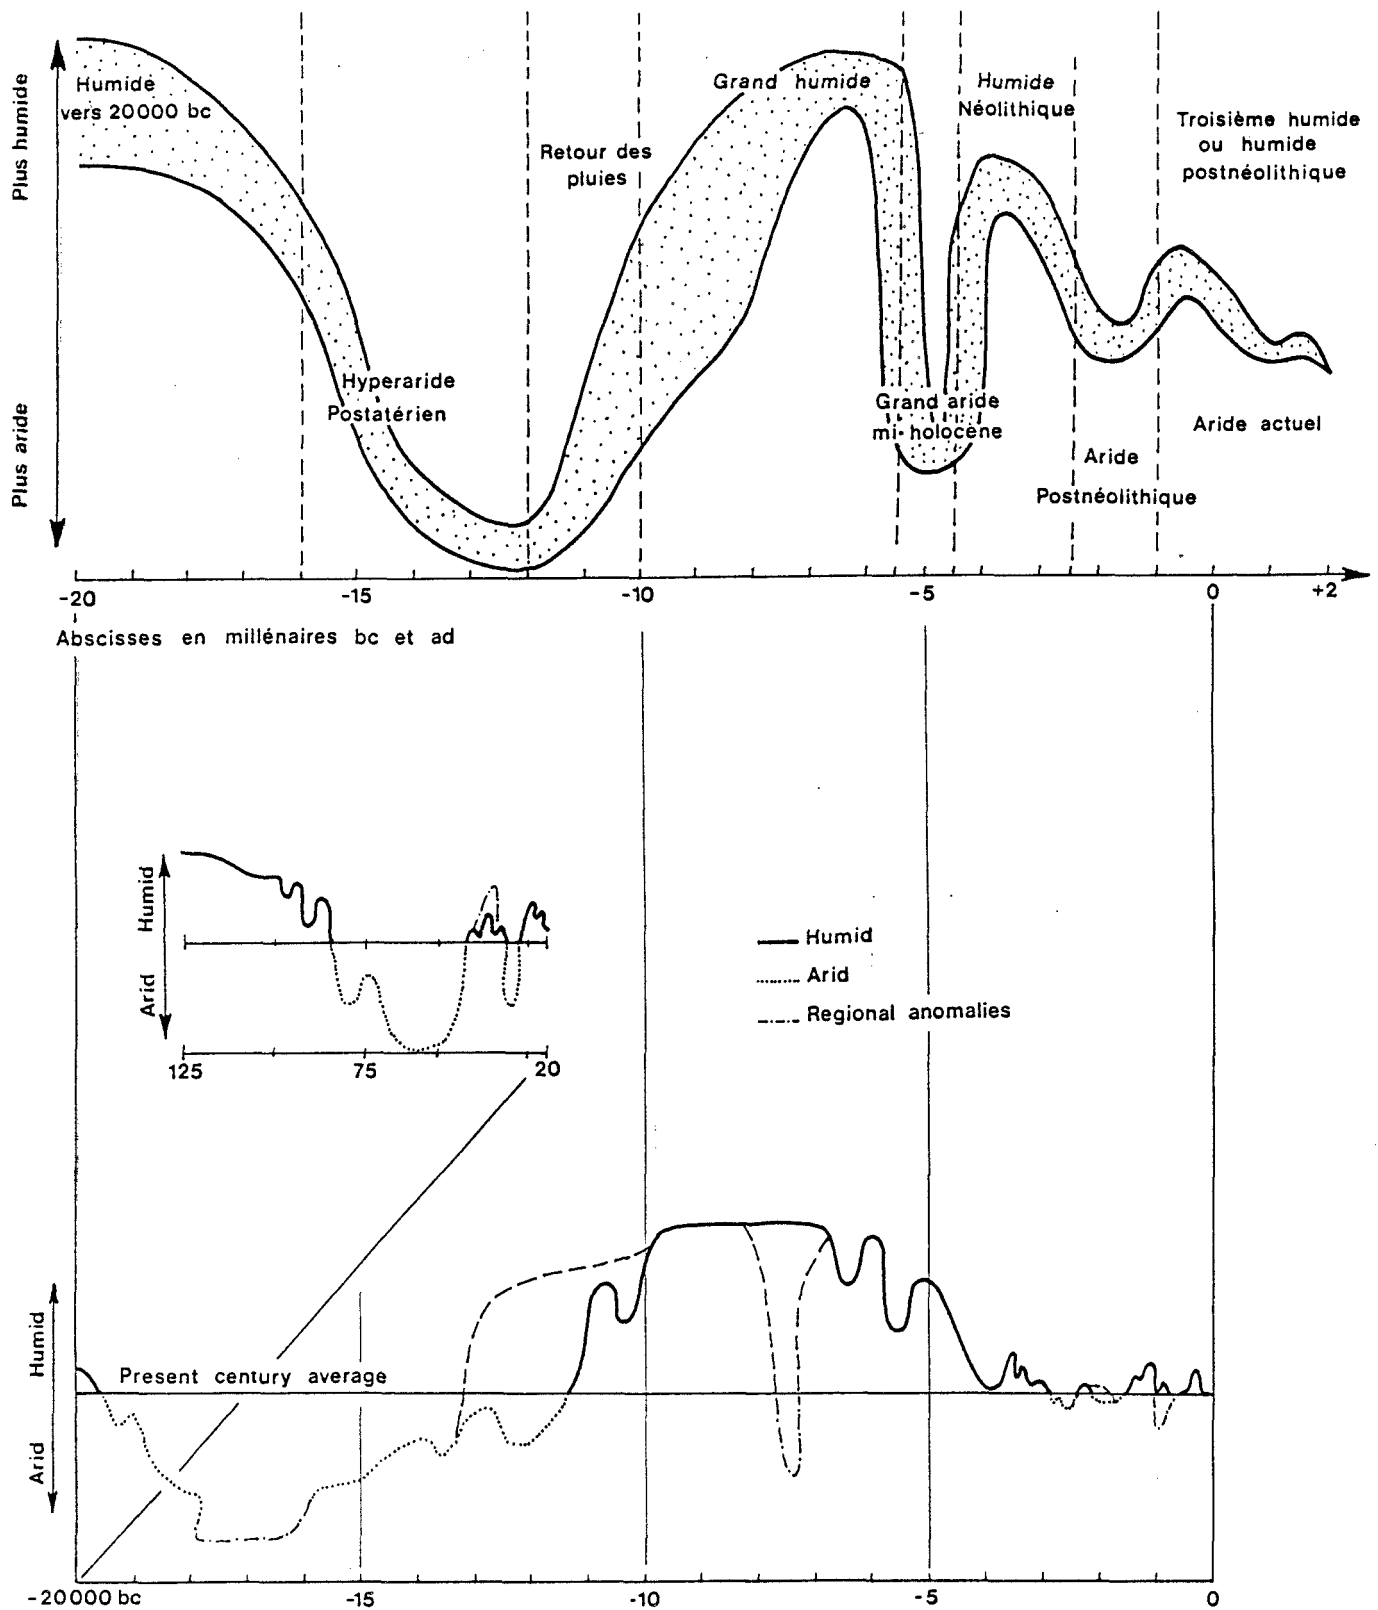 Plus humide
Plus aride
Humide
vers 20000 bc
Hyperaride
Postatérien
Retour des
pluies
Grand humide
Grand aride
mi-holocène
Humide
Néolithique
Aride
Postnéolithique
Troisième humide
ou humide
postnéolithique
Aride actuel
-20
-15
-10
-5
0
+2
Abscisses en millénaires bc et ad
Humid
Arid
125
75
20
Humid
Arid
Regional anomalies
Humid
Arid
Present century average
-20000 bc
-15
-10
-5
0